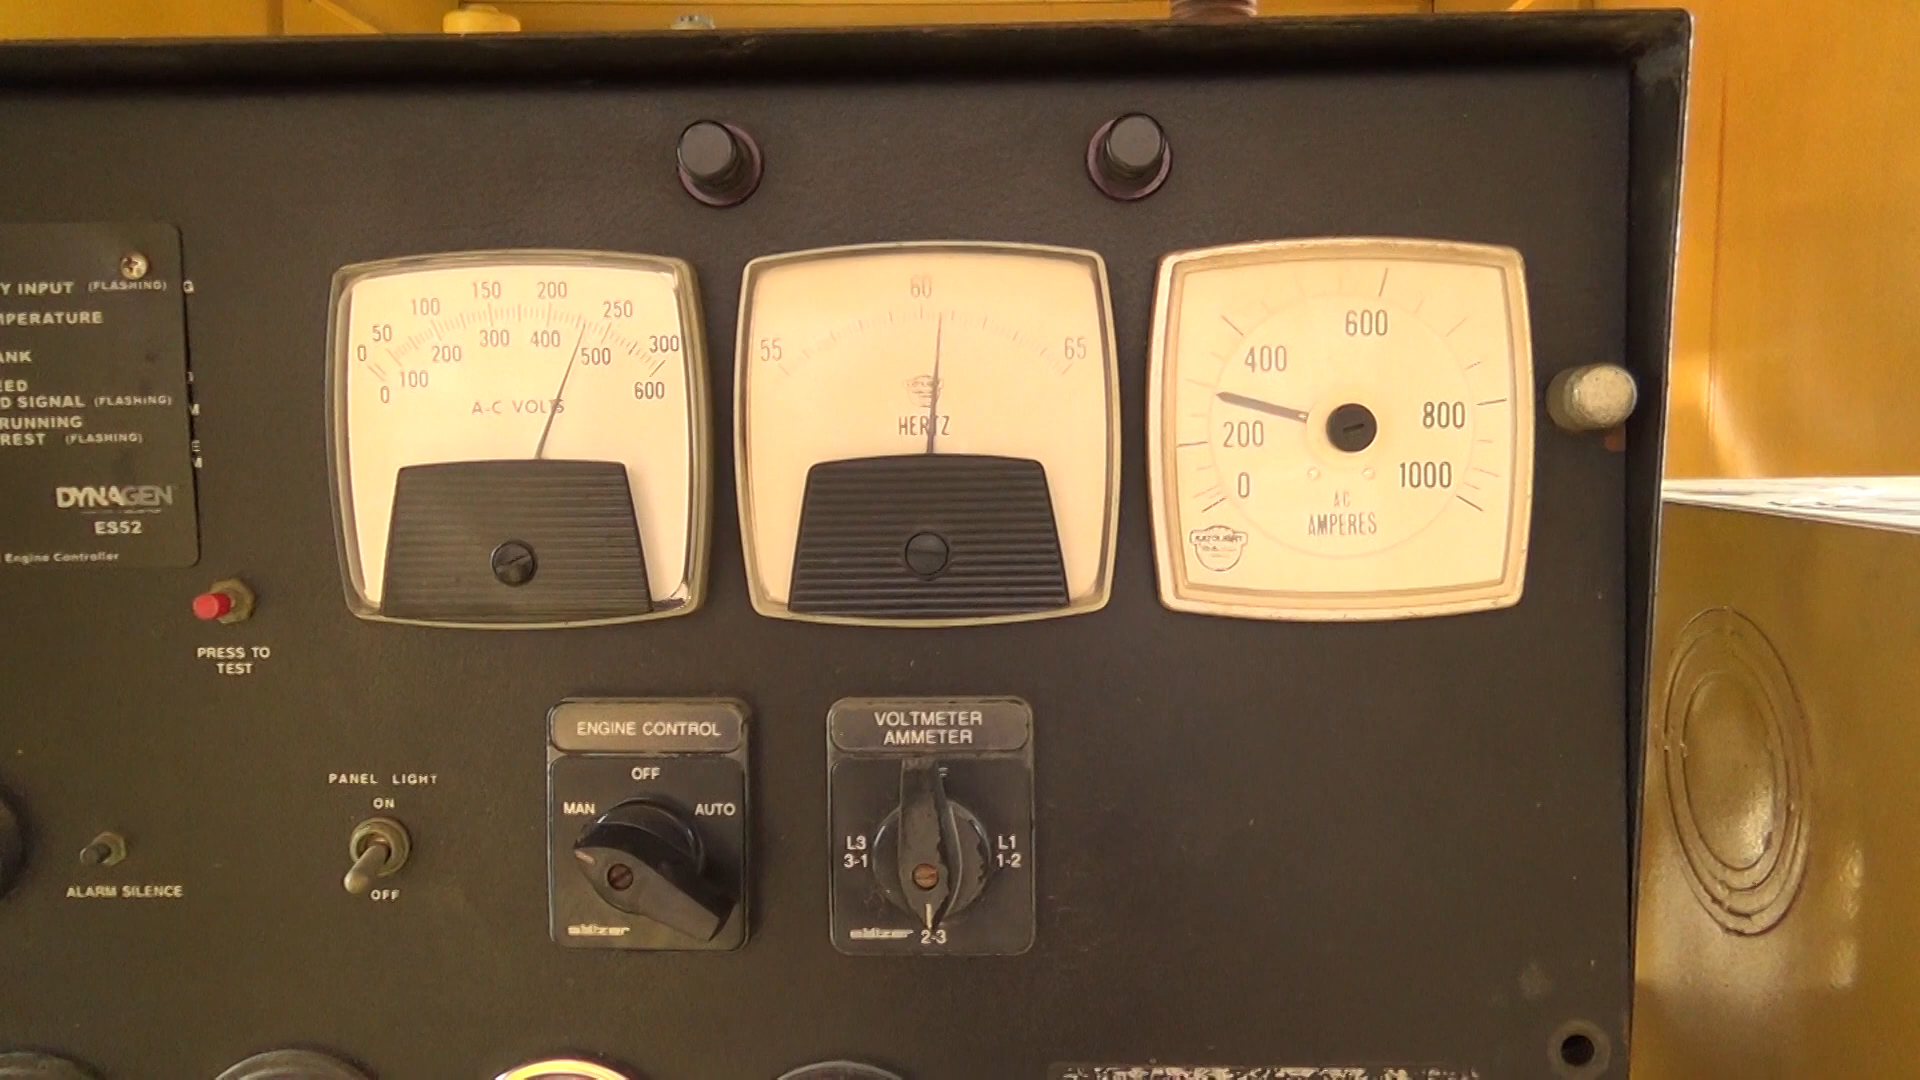 Y INPUT (FLASHING)
MPERATURE
ANK
EED
D SIGNAL (FLASHING)
RUNNING
REST (FLASHING)
DYNAGEN
ES52
Engine Controller
PRESS TO
TEST
0 50 100 150 200 250 300
0 100 200 300 400 500 600
A-C VOLTS
55 60 65
HERTZ
0 200 400 600 800 1000
AC
AMPERES
KATOLIGHT
ENGINE CONTROL
OFF
MAN AUTO
VOLTMETER
AMMETER
L3
3-1
L1
1-2
2-3
PANEL LIGHT
ON
OFF
ALARM SILENCE